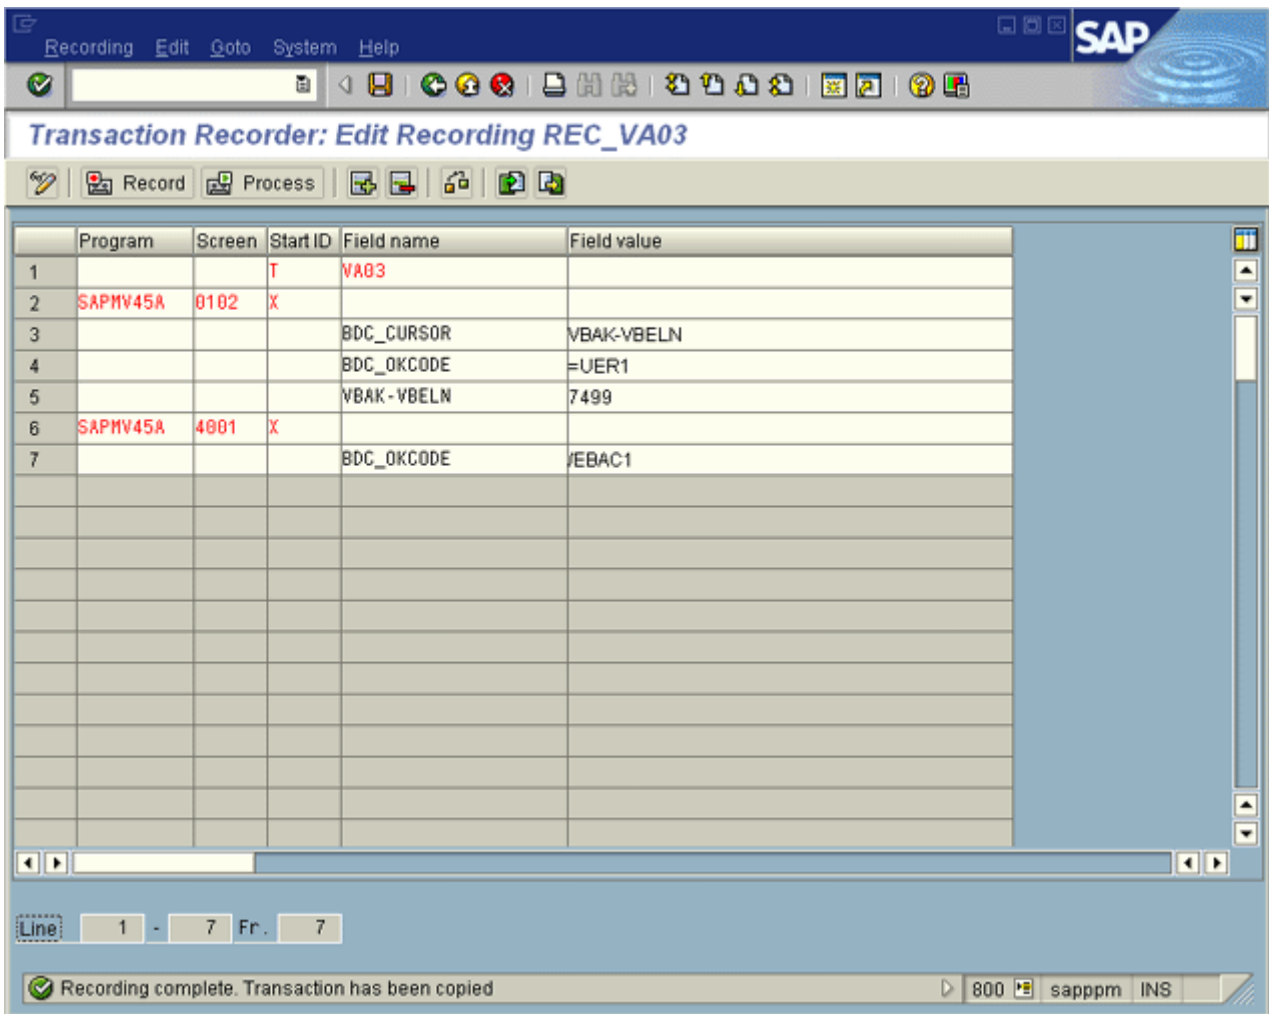 Recording Edit Goto System Help
SAP
Transaction Recorder: Edit Recording REC_VA03
Record Process
Program Screen Start ID Field name Field value
1 T VA03
2 SAPMV45A 0102 X
3 BDC_CURSOR VBAK-VBELN
4 BDC_OKCODE =UER1
5 VBAK-VBELN 7499
6 SAPMV45A 4001 X
7 BDC_OKCODE /EBAC1
Line 1 - 7 Fr. 7
Recording complete. Transaction has been copied 800 sapppm INS